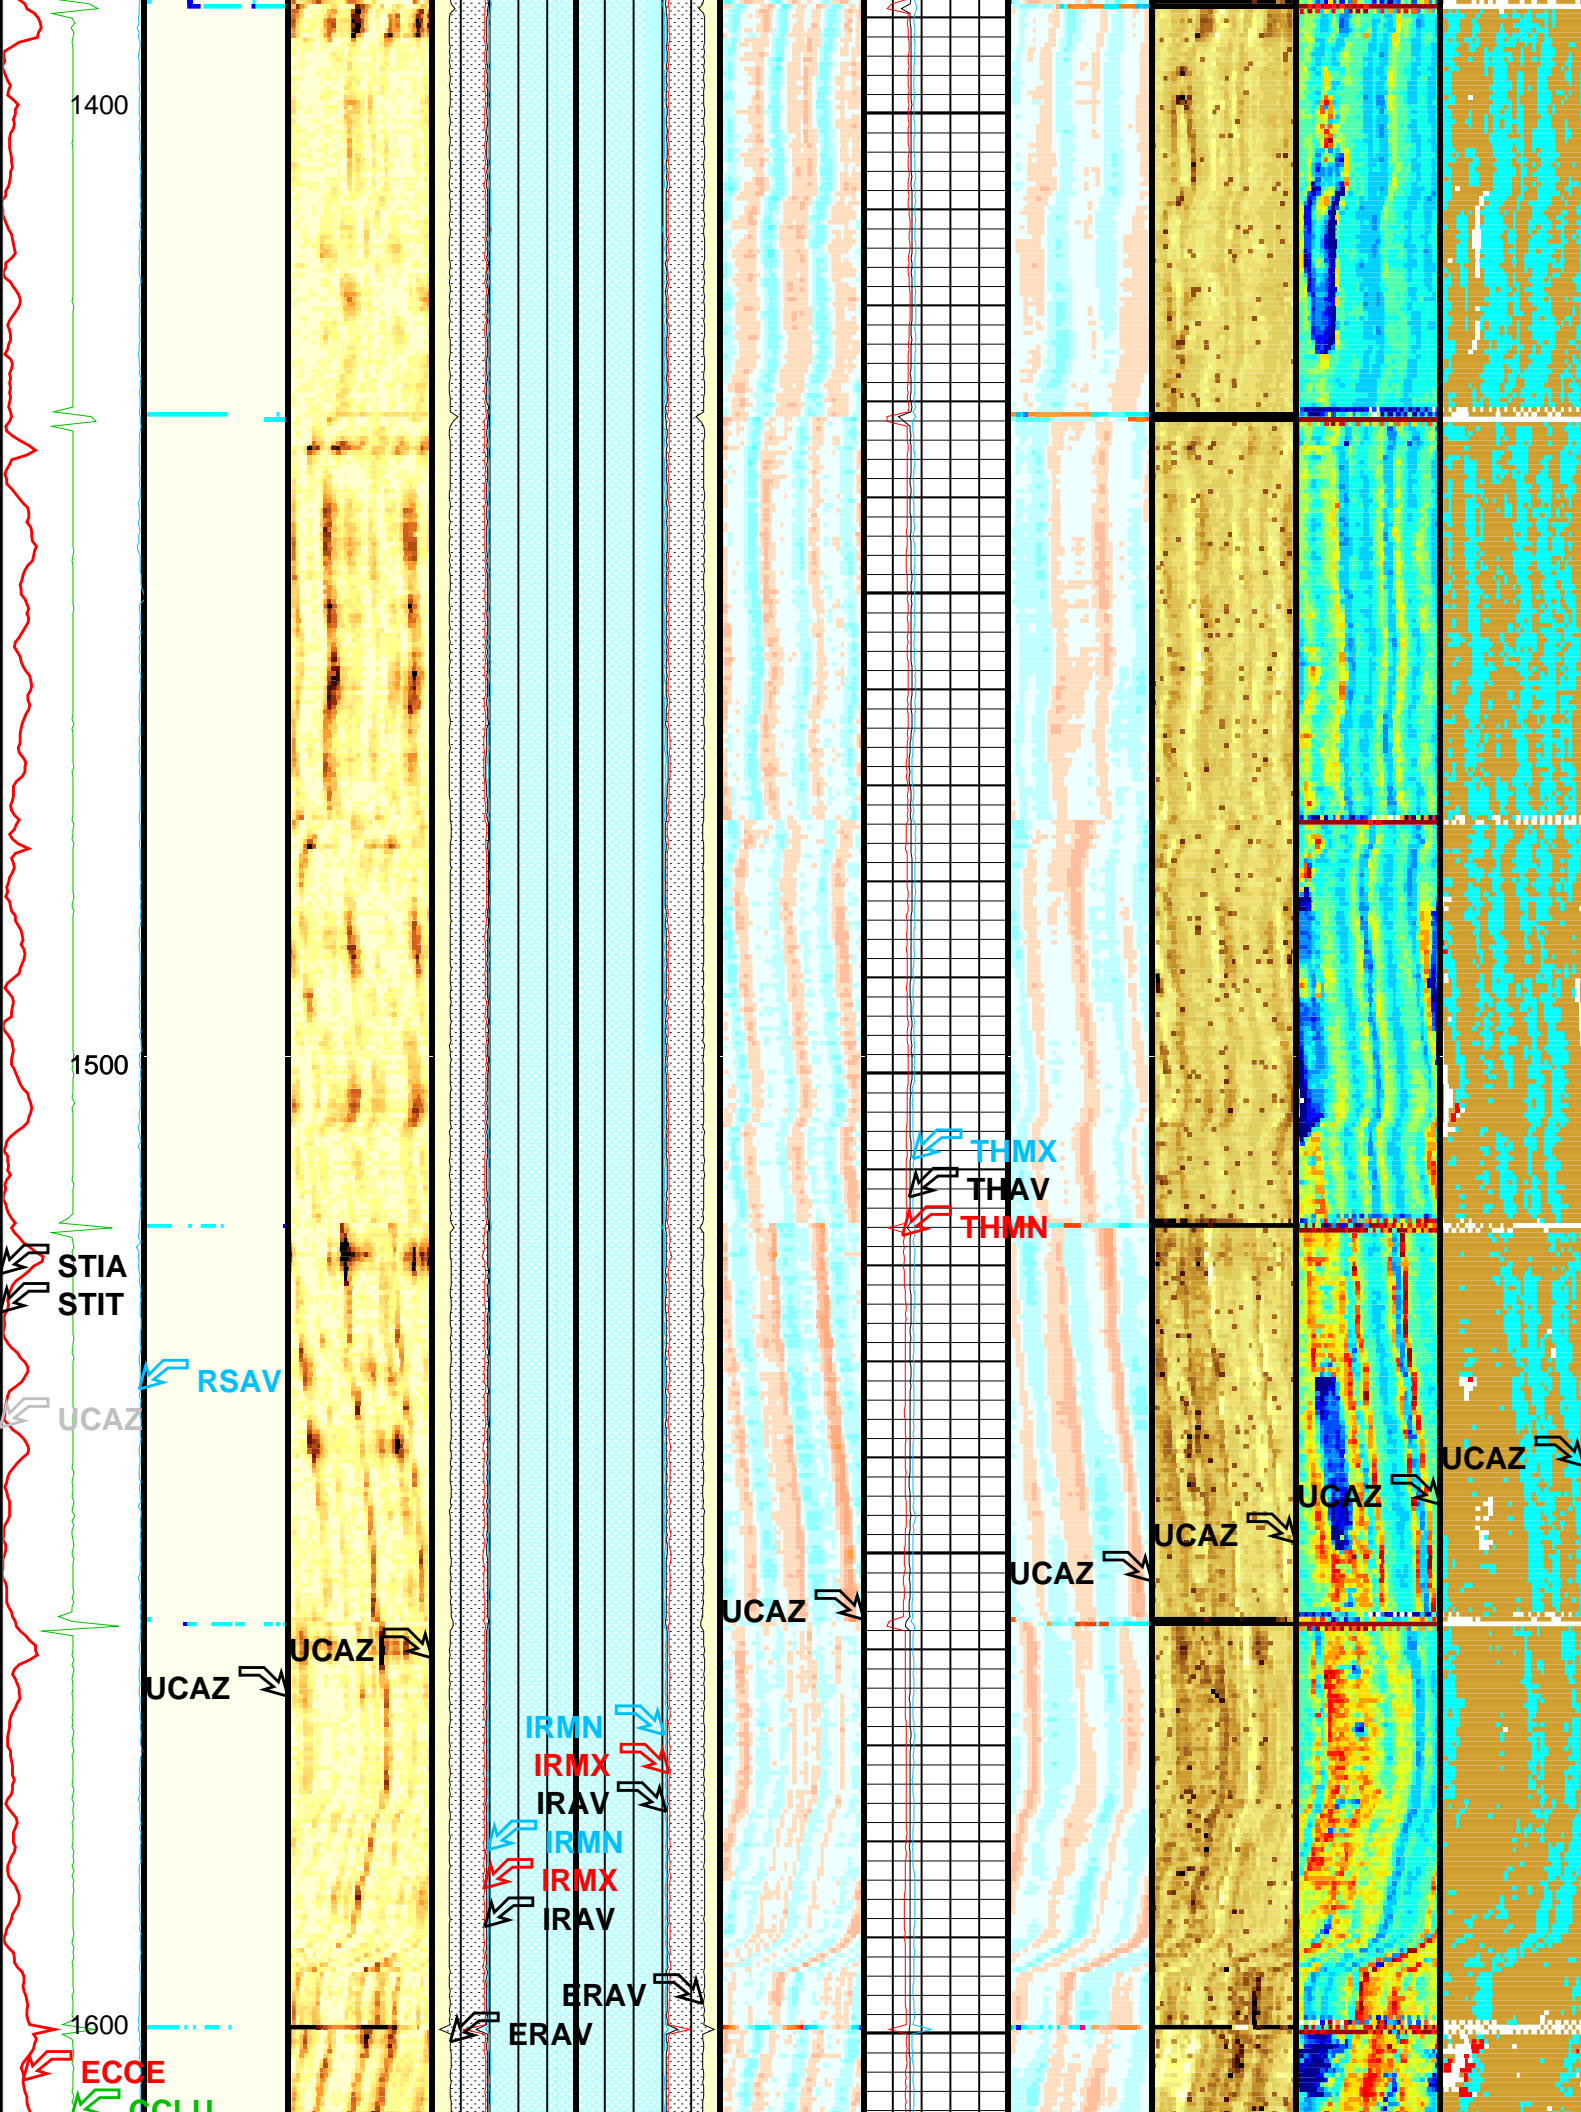 1400
1500
THMX
THAV
THMN
STIA
STIT
RSAV
UCAZ
UCAZ
UCAZ
UCAZ
UCAZ
UCAZ
UCAZ
UCAZ
IRMN
IRMX
IRAV
IRMN
IRMX
IRAV
ERAV
1600
ERAV
ECCE
CCLU